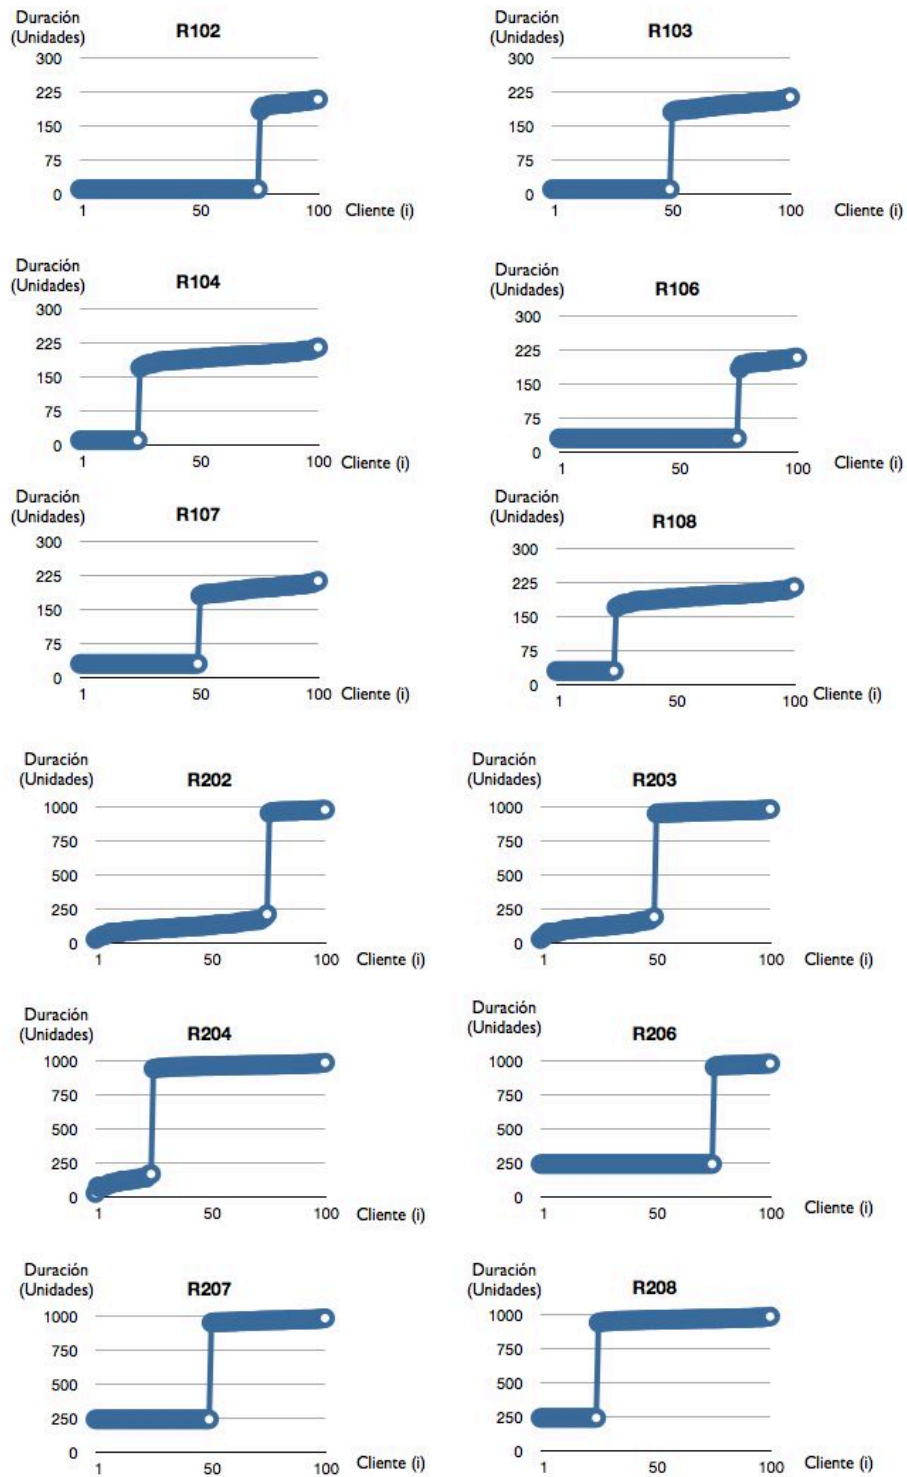 Duración
(Unidades)
R102
300
225
150
75
0
1
50
100
Cliente (i)
Duración
(Unidades)
R103
300
225
150
75
0
1
50
100
Cliente (i)
Duración
(Unidades)
R104
300
225
150
75
0
1
50
100
Cliente (i)
Duración
(Unidades)
R106
300
225
150
75
0
1
50
100
Cliente (i)
Duración
(Unidades)
R107
300
225
150
75
0
1
50
100
Cliente (i)
Duración
(Unidades)
R108
300
225
150
75
0
1
50
100
Cliente (i)
Duración
(Unidades)
R202
1000
750
500
250
0
1
50
100
Cliente (i)
Duración
(Unidades)
R203
1000
750
500
250
0
1
50
100
Cliente (i)
Duración
(Unidades)
R204
1000
750
500
250
0
1
50
100
Cliente (i)
Duración
(Unidades)
R206
1000
750
500
250
0
1
50
100
Cliente (i)
Duración
(Unidades)
R207
1000
750
500
250
0
1
50
100
Cliente (i)
Duración
(Unidades)
R208
1000
750
500
250
0
1
50
100
Cliente (i)